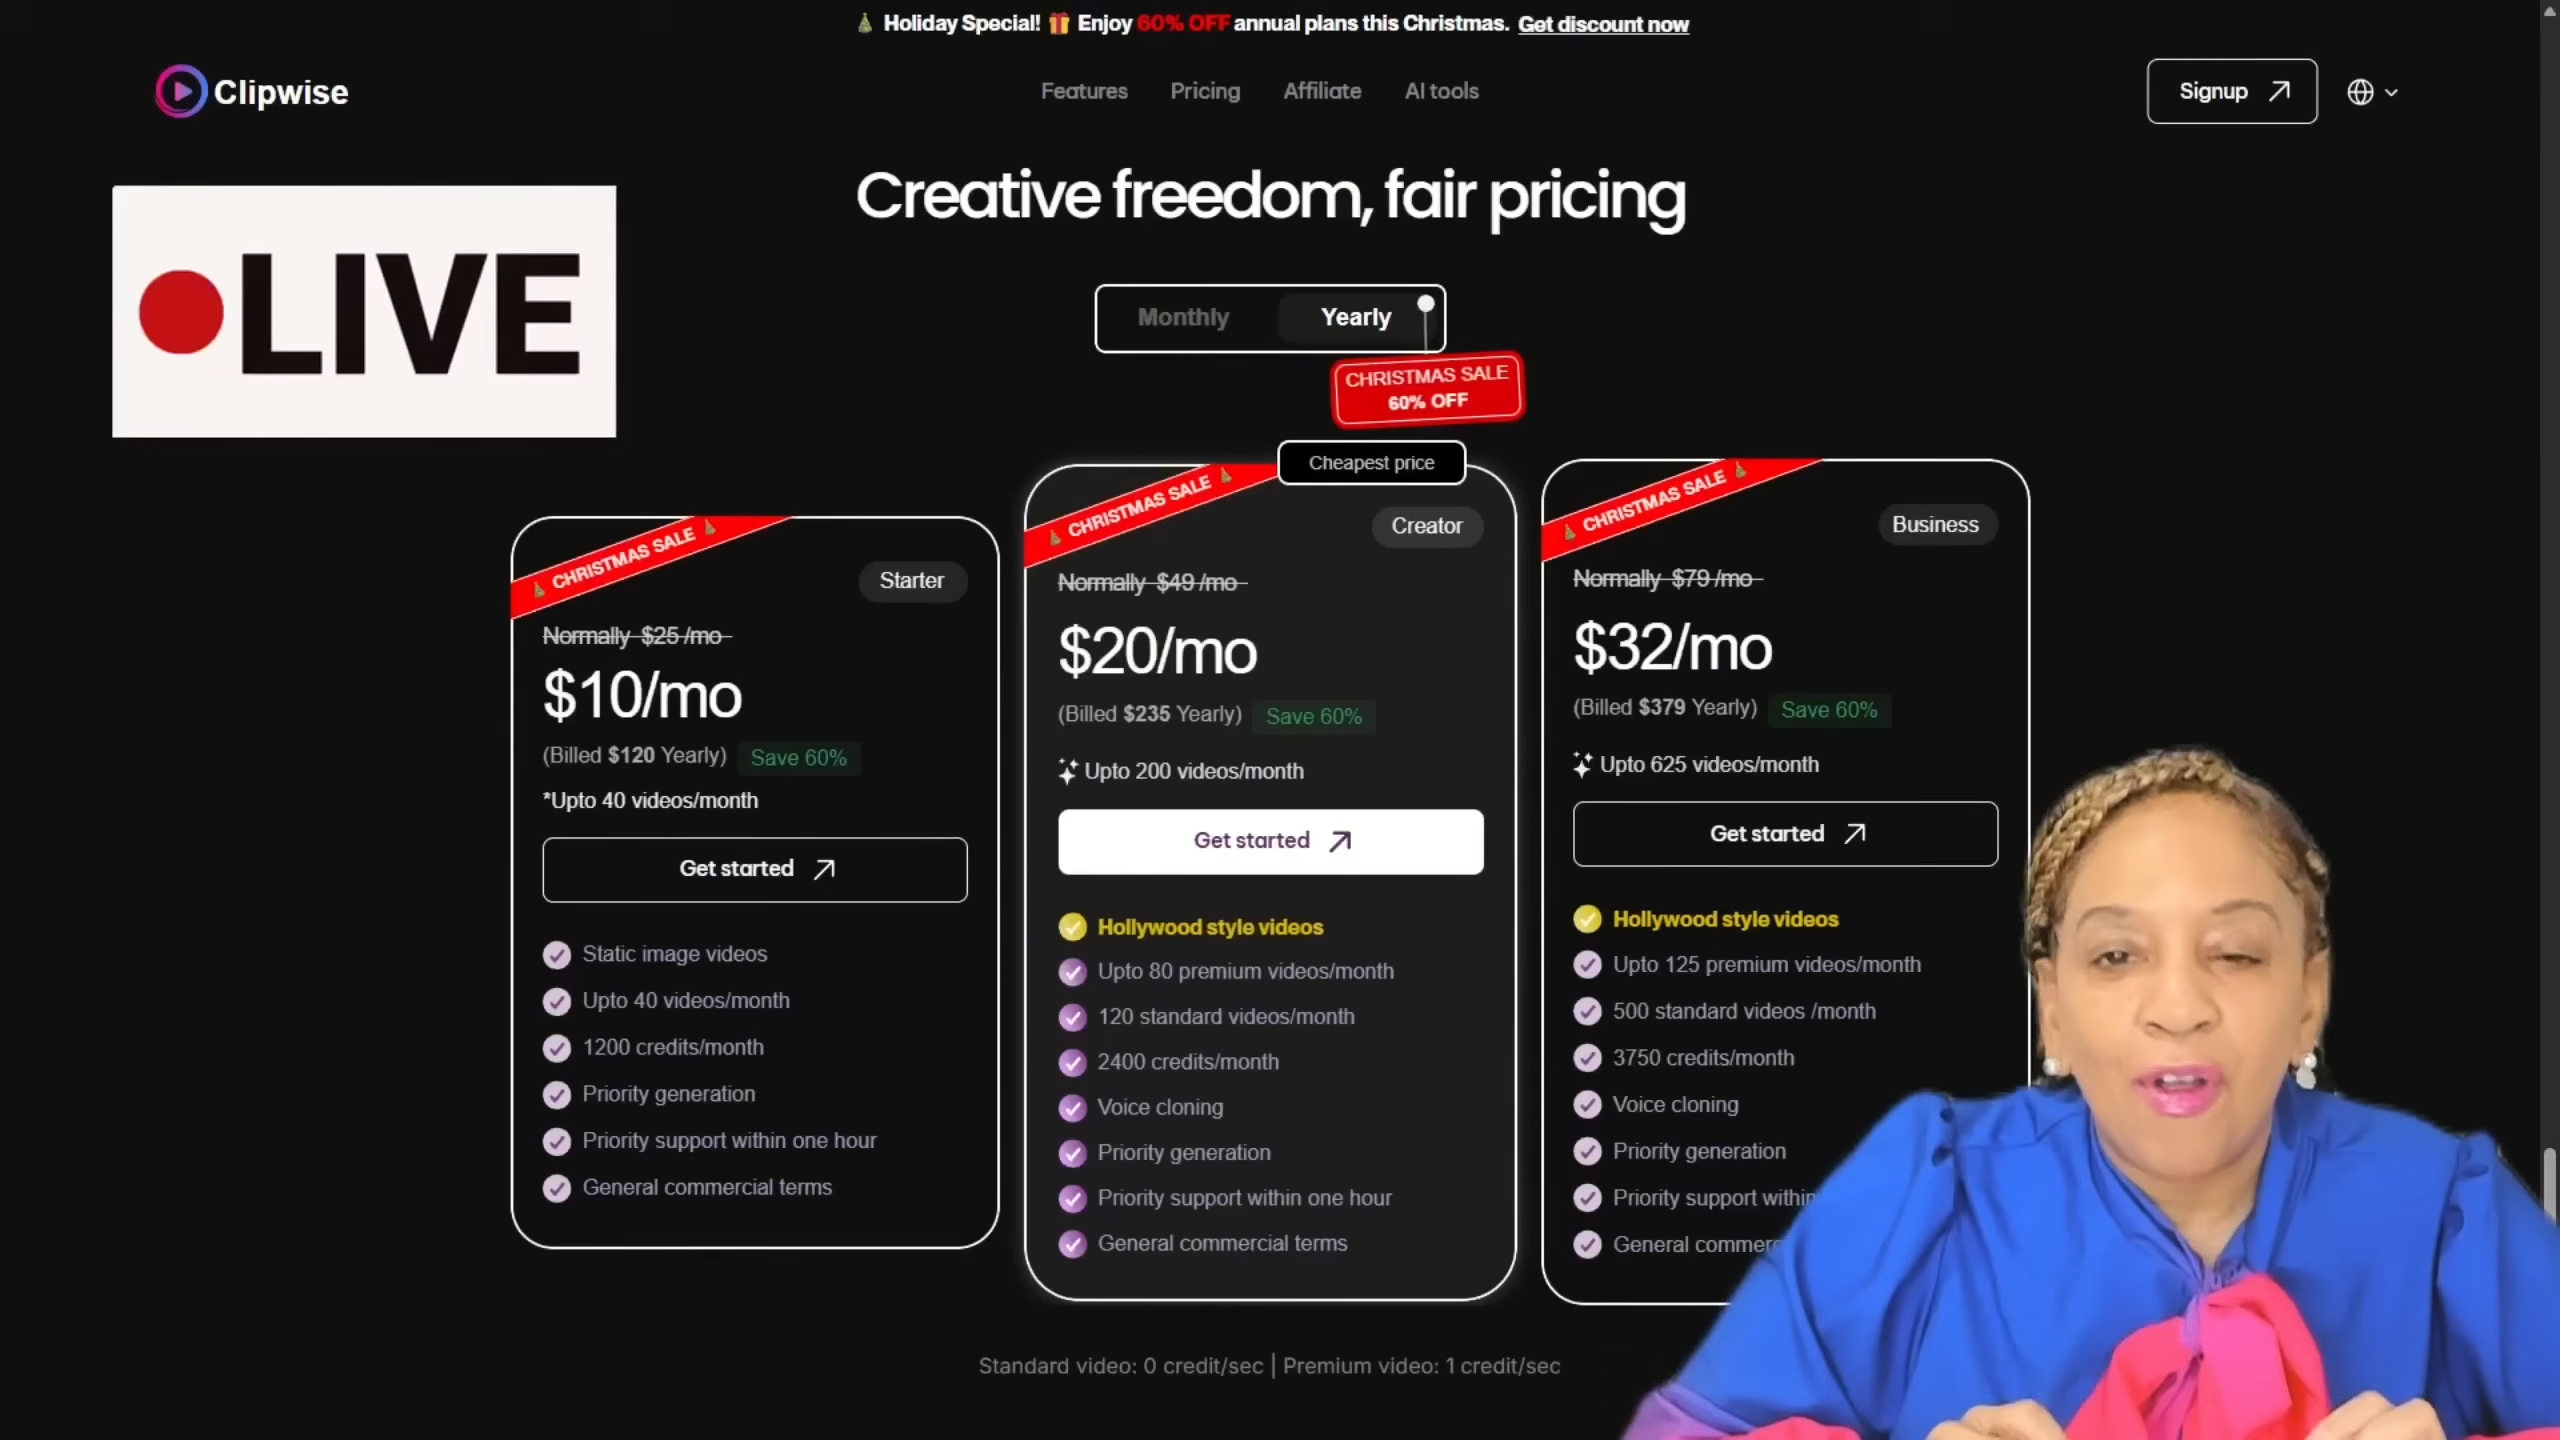 Holiday Special! Enjoy 60% OFF annual plans this Christmas. Get discount now
Clipwise
Features
Pricing
Affiliate
AI tools
Signup
Creative freedom, fair pricing
LIVE
Monthly
Yearly
CHRISTMAS SALE
60% OFF
CHRISTMAS SALE
Starter
Normally $25 /mo
$10/mo
(Billed $120 Yearly)
Save 60%
*Upto 40 videos/month
Get started
Static image videos
Upto 40 videos/month
1200 credits/month
Priority generation
Priority support within one hour
General commercial terms
Cheapest price
CHRISTMAS SALE
Creator
Normally $49 /mo
$20/mo
(Billed $235 Yearly)
Save 60%
Upto 200 videos/month
Get started
Hollywood style videos
Upto 80 premium videos/month
120 standard videos/month
2400 credits/month
Voice cloning
Priority generation
Priority support within one hour
General commercial terms
CHRISTMAS SALE
Business
Normally $79 /mo
$32/mo
(Billed $379 Yearly)
Save 60%
Upto 625 videos/month
Get started
Hollywood style videos
Upto 125 premium videos/month
500 standard videos /month
3750 credits/month
Voice cloning
Priority generation
Priority support within
General
Standard video: 0 credit/sec | Premium video: 1 credit/sec